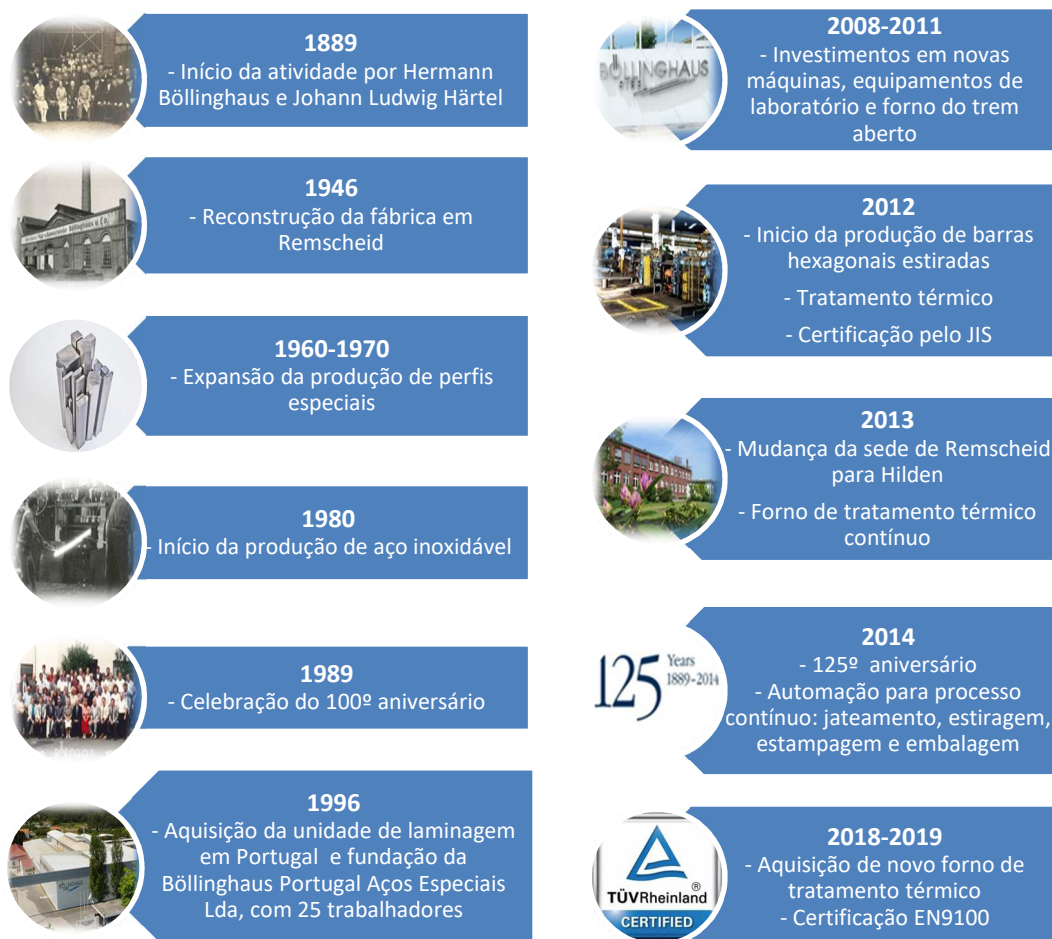 1889
- Início da atividade por Hermann
Böllinghaus e Johann Ludwig Härtel
1946
- Reconstrução da fábrica em
Remscheid
1960-1970
- Expansão da produção de perfis
especiais
1980
- Início da produção de aço inoxidável
1989
- Celebração do 100º aniversário
1996
- Aquisição da unidade de laminagem
em Portugal e fundação da
Böllinghaus Portugal Aços Especiais
Lda, com 25 trabalhadores
BÖLLINGHAUS
STEEL
2008-2011
- Investimentos em novas
máquinas, equipamentos de
laboratório e forno do trem
aberto
2012
- Inicio da produção de barras
hexagonais estiradas
- Tratamento térmico
- Certificação pelo JIS
2013
- Mudança da sede de Remscheid
para Hilden
- Forno de tratamento térmico
contínuo
125 Years
1889-2014
2014
- 125º aniversário
- Automação para processo
contínuo: jateamento, estiragem,
estampagem e embalagem
TÜVRheinland®
CERTIFIED
2018-2019
- Aquisição de novo forno de
tratamento térmico
- Certificação EN9100